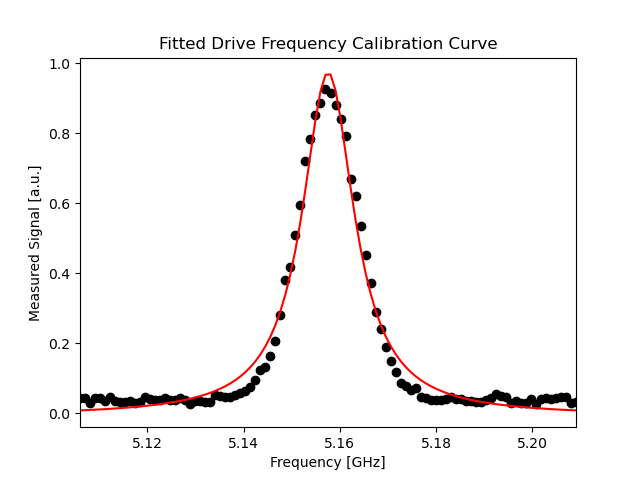 Fitted Drive Frequency Calibration Curve
Measured Signal [a.u.]
1.0
0.8
0.6
0.4
0.2
0.0
5.12 5.14 5.16 5.18 5.20
Frequency [GHz]